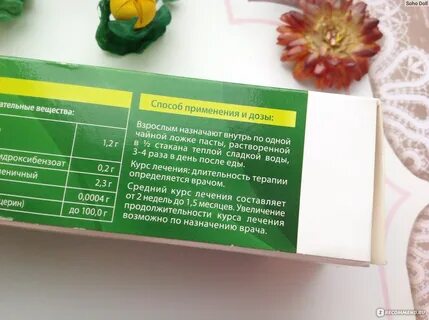 Soho Doll
Способ применения и дозы:
Взрослым назначают внутрь по одной
чайной ложке пасты, растворенной
в ½ стакана теплой сладкой воды,
3-4 раза в день после еды.
Курс лечения: длительность терапии
определяется врачом.
Средний курс лечения составляет
от 2 недель до 1,5 месяцев. Увеличение
продолжительности курса лечения
возможно по назначению врача.
ательные вещества:
1,2 г
идроксибензоат
0,2 г
еничный
2,3 г
0,0004 г
церин)
до 100,0 г
IRECOMMEND.RU